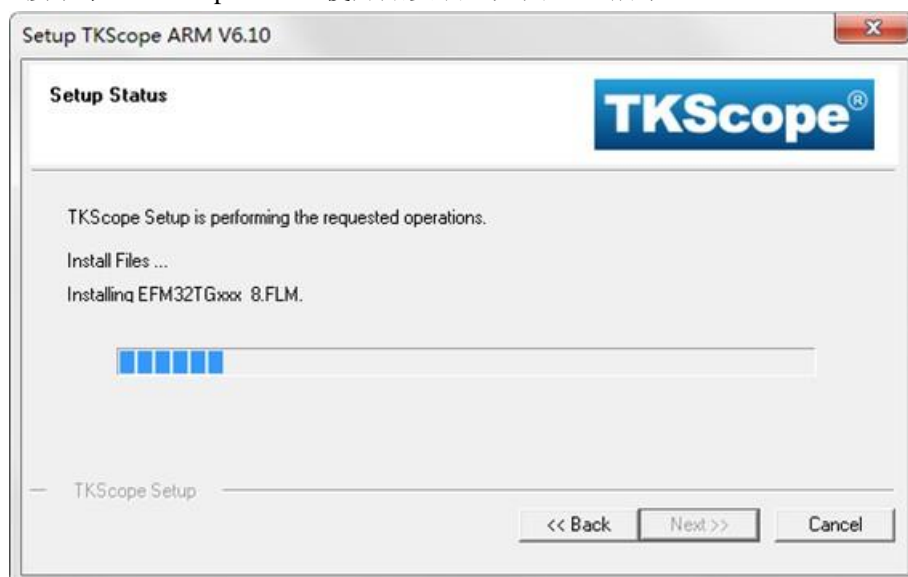 Setup TKScope ARM V6.10
Setup Status
TKScope®
TKScope Setup is performing the requested operations.
Install Files ...
Installing EFM32TGxxx 8.FLM.
TKScope Setup
<< Back Next >> Cancel